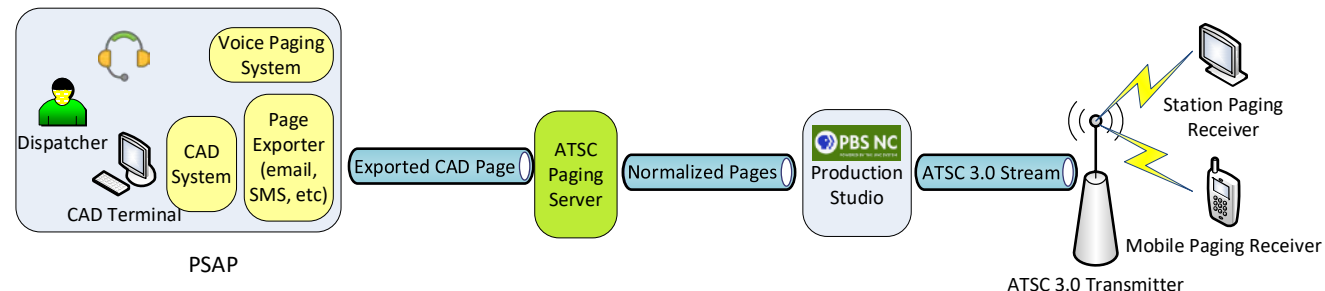 Voice Paging
System
Dispatcher
CAD Terminal
CAD
System
Page
Exporter
(email,
SMS, etc)
PSAP
Exported CAD Page
ATSC
Paging
Server
Normalized Pages
PBS NC
Production
Studio
ATSC 3.0 Stream
ATSC 3.0 Transmitter
Station Paging
Receiver
Mobile Paging Receiver